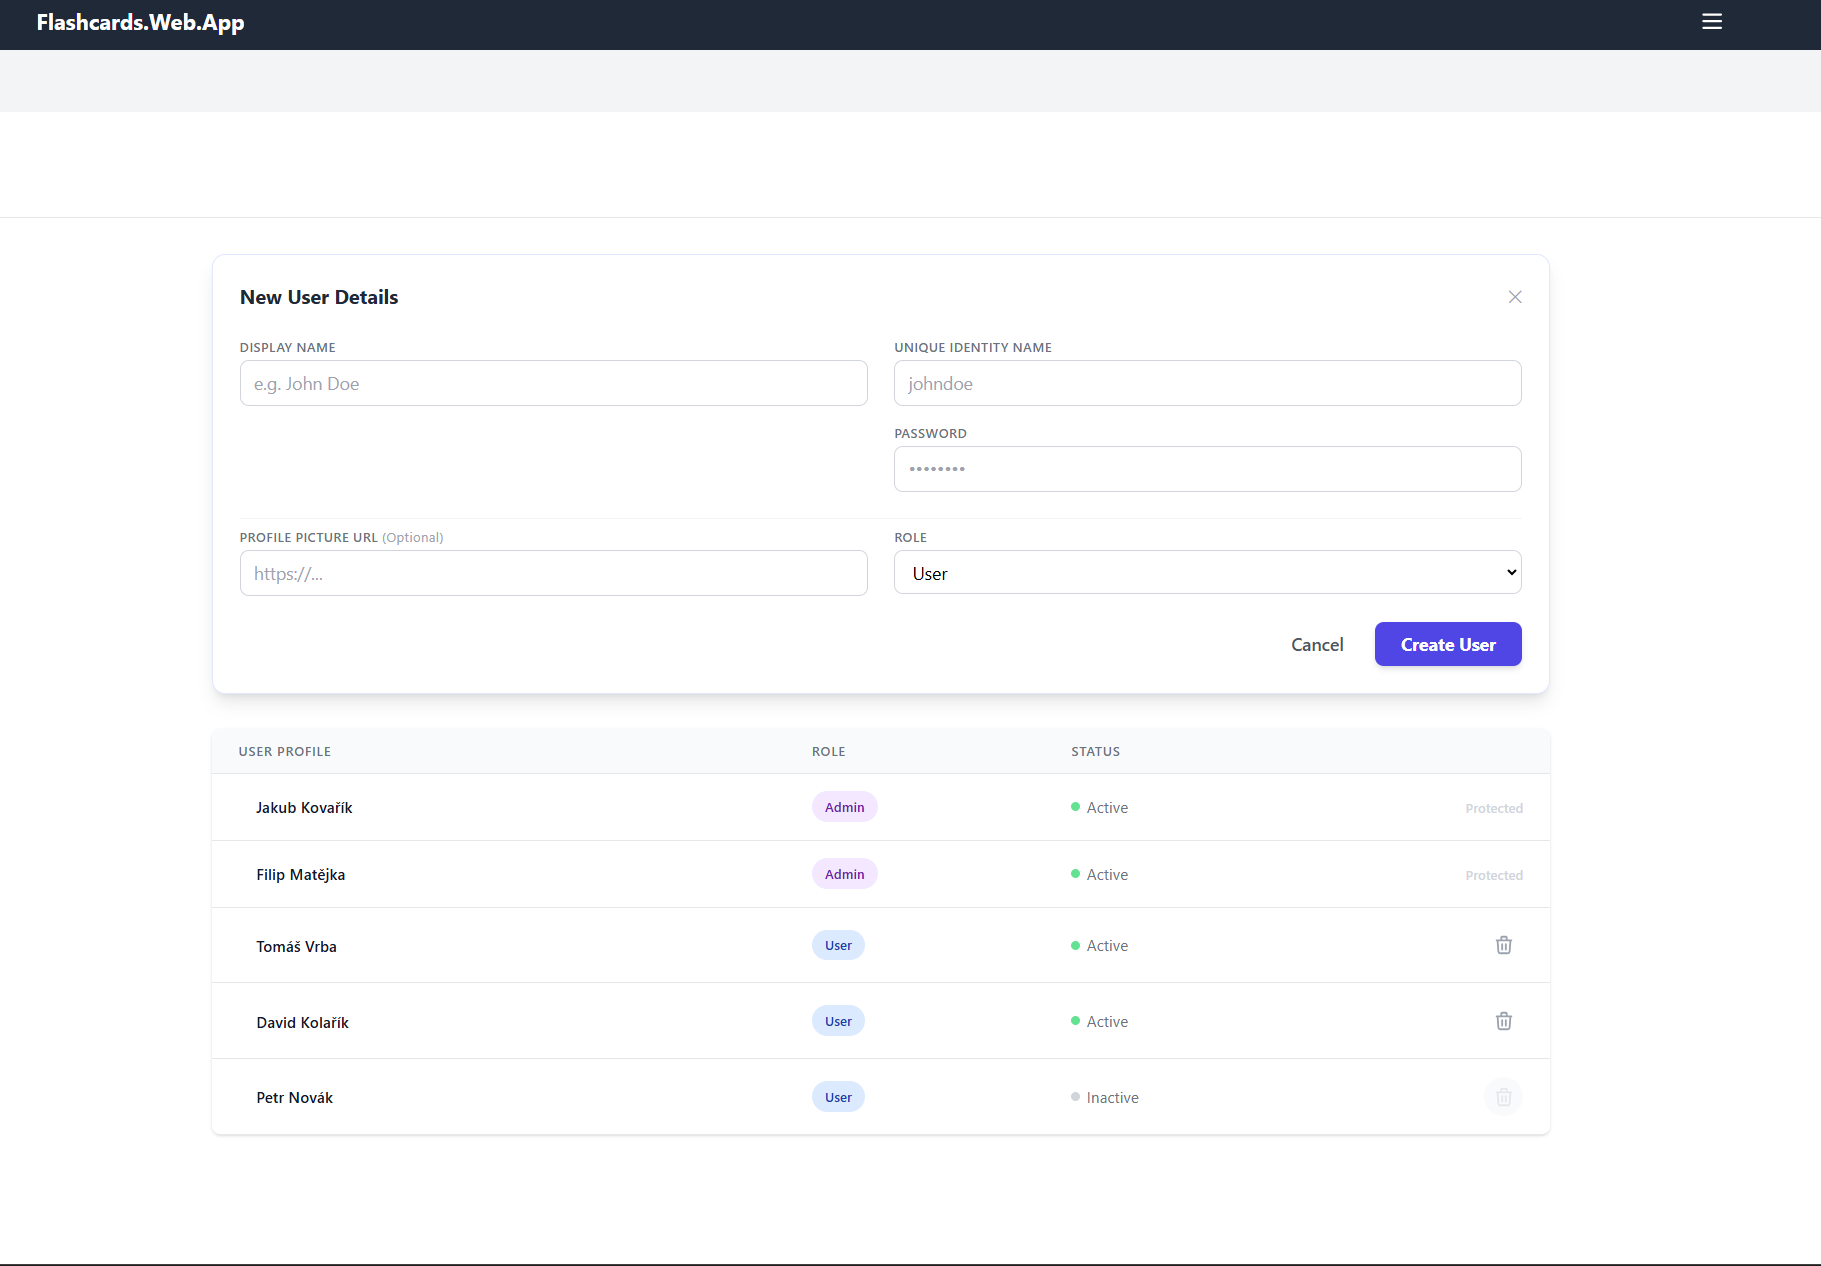 Flashcards.Web.App
New User Details
DISPLAY NAME
e.g. John Doe
UNIQUE IDENTITY NAME
johndoe
PASSWORD
••••••••
PROFILE PICTURE URL (Optional)
https://...
ROLE
User
Cancel
Create User
USER PROFILE ROLE STATUS
Jakub Kovařík Admin Active Protected
Filip Matějka Admin Active Protected
Tomáš Vrba User Active
David Kolařík User Active
Petr Novák User Inactive